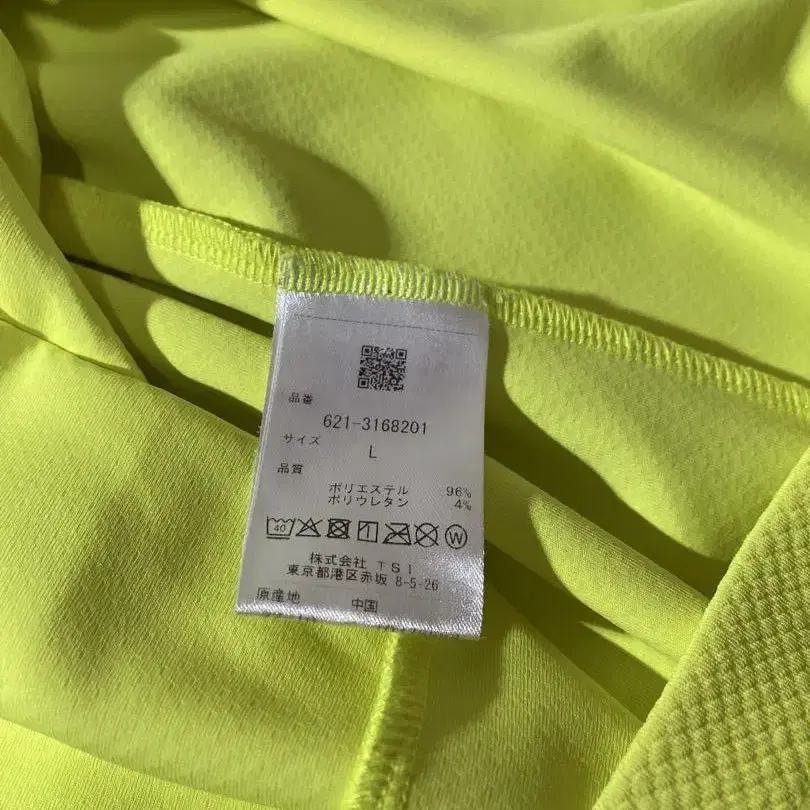 品番
621-3168201
サイズ
L
品質
ポリエステル 96%
ポリウレタン 4%
40 W
株式会社 TSI
東京都港区赤坂 8-5-26
原産地 中国